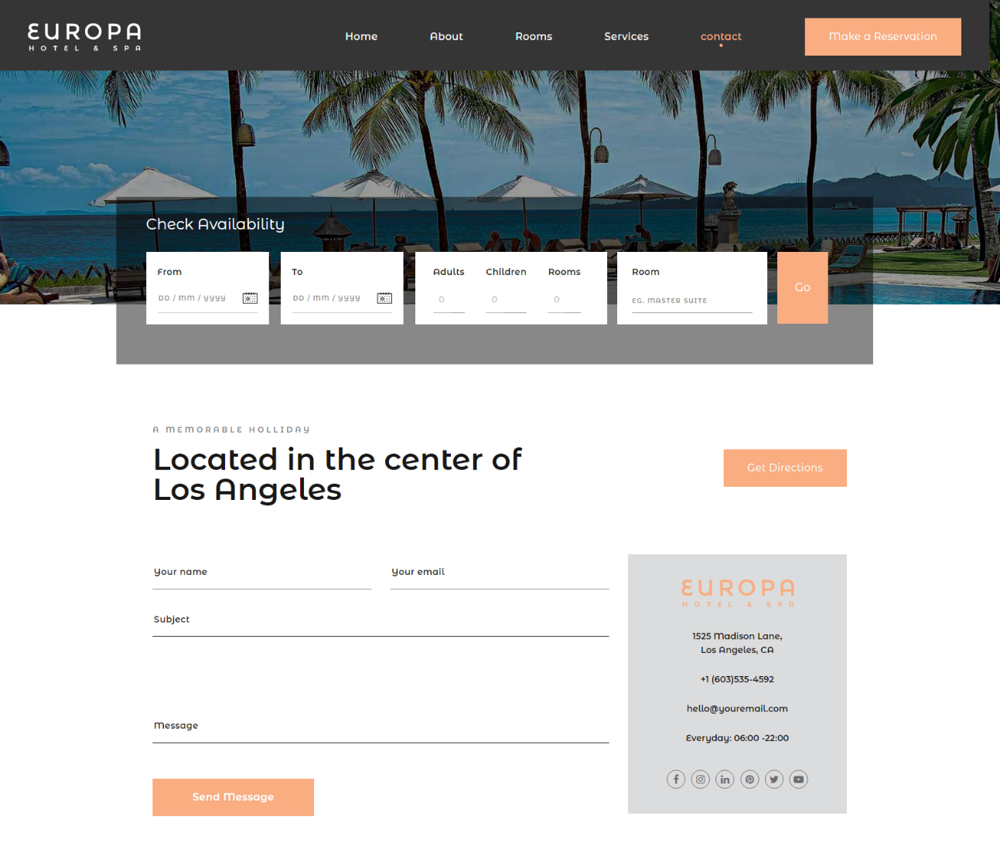 EUROPA
HOTEL & SPA
Home
About
Rooms
Services
contact
Make a Reservation
Check Availability
From
DD / MM / YYYY
To
DD / MM / YYYY
Adults
0
Children
0
Rooms
0
Room
EG. MASTER SUITE
Go
A MEMORABLE HOLLIDAY
Located in the center of
Los Angeles
Get Directions
Your name
Your email
Subject
Message
Send Message
EUROPA
HOTEL & SPA
1525 Madison Lane,
Los Angeles, CA
+1 (603)535-4592
hello@youremail.com
Everyday: 06:00 -22:00